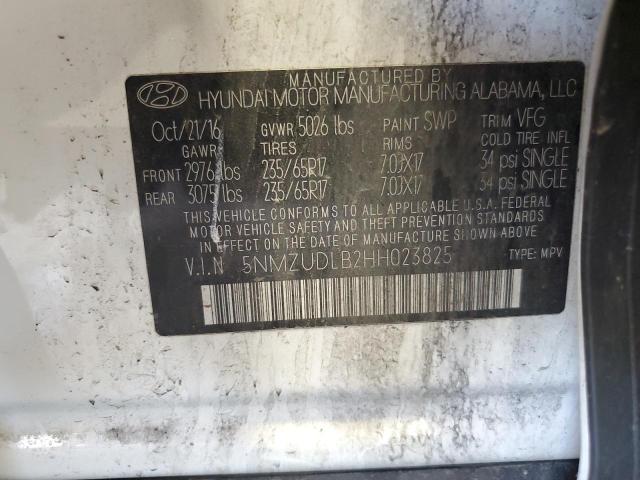 MANUFACTURED BY
HYUNDAI MOTOR MANUFACTURING ALABAMA, LLC
Oct/21/16 GVWR 5026 lbs PAINT SWP TRIM VFG
GAWR TIRES RIMS COLD TIRE INFL
FRONT 2976 lbs 235/65R17 7.0JX17 34 psi SINGLE
REAR 3075 lbs 235/65R17 7.0JX17 34 psi SINGLE
THIS VEHICLE CONFORMS TO ALL APPLICABLE U.S.A. FEDERAL
MOTOR VEHICLE SAFETY AND THEFT PREVENTION STANDARDS
IN EFFECT ON THE DATE OF MANUFACTURE SHOWN ABOVE.
V.I.N 5NMZUDLB2HH023825 TYPE: MPV